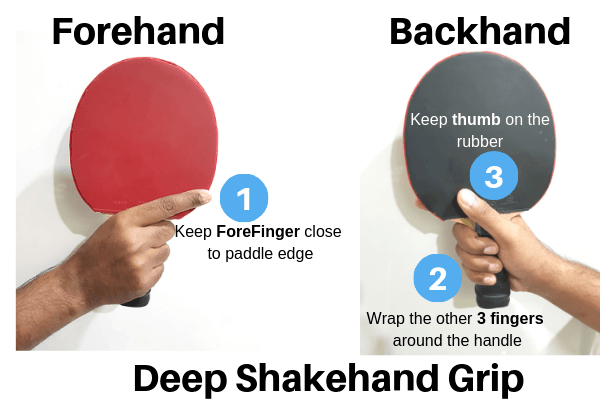 Forehand
Backhand
Keep thumb on the
rubber
3
1
Keep ForeFinger close
to paddle edge
2
Wrap the other 3 fingers
around the handle
Deep Shakehand Grip